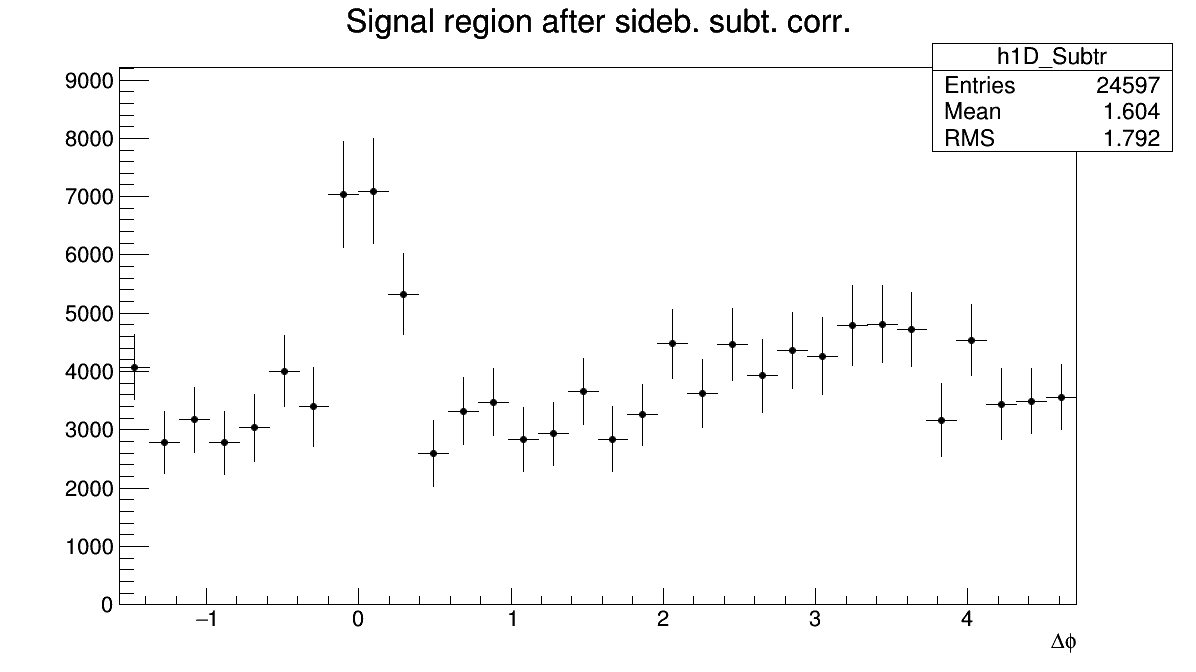 Signal region after sideb. subt. corr.
h1D_Subtr
Entries 24597
Mean 1.604
RMS 1.792
9000
8000
7000
6000
5000
4000
3000
2000
1000
0
−1 0 1 2 3 4
Δϕ